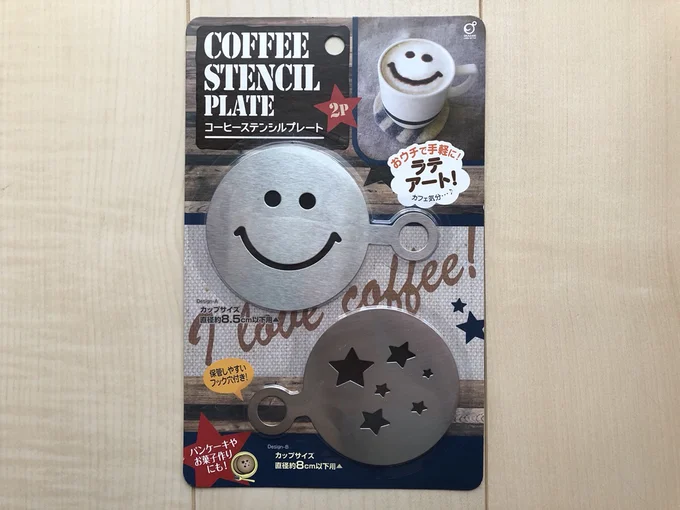 COFFEE
STENCIL
PLATE
2P
コーヒーステンシルプレート
おウチで手軽に!
ラテ
アート!
カフェ気分…♪
Design-A
カップサイズ
直径約8.5cm以下用▲
I love coffee!
保管しやすい
フック穴付き!
パンケーキや
お菓子作り
にも!
Design-B
カップサイズ
直径約8cm以下用▲